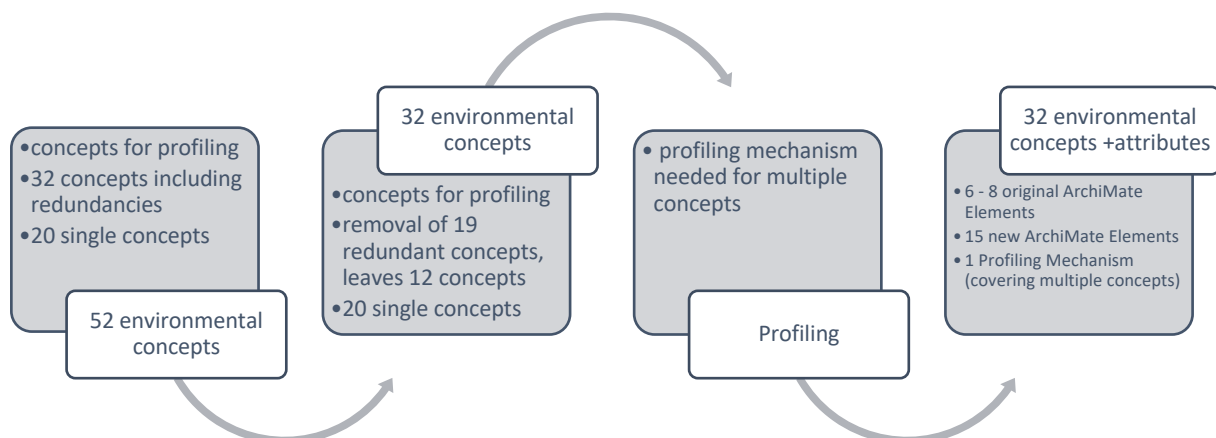 •concepts for profiling
•32 concepts including
redundancies
•20 single concepts
52 environmental
concepts
32 environmental
concepts
•concepts for profiling
•removal of 19
redundant concepts,
leaves 12 concepts
•20 single concepts
• profiling mechanism
needed for multiple
concepts
Profiling
32 environmental
concepts +attributes
• 6 - 8 original ArchiMate
Elements
• 15 new ArchiMate Elements
• 1 Profiling Mechanism
(covering multiple concepts)